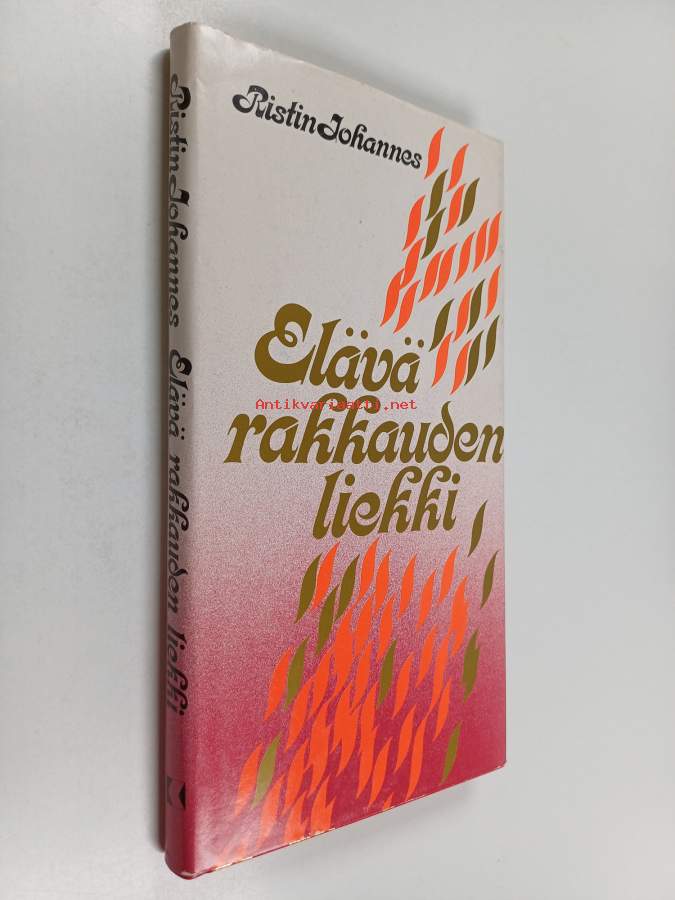 Ristin Johannes
Elävä
rakkauden
liekki
Antikvariaatti.net
Ristin Johannes Elävä rakkauden liekki